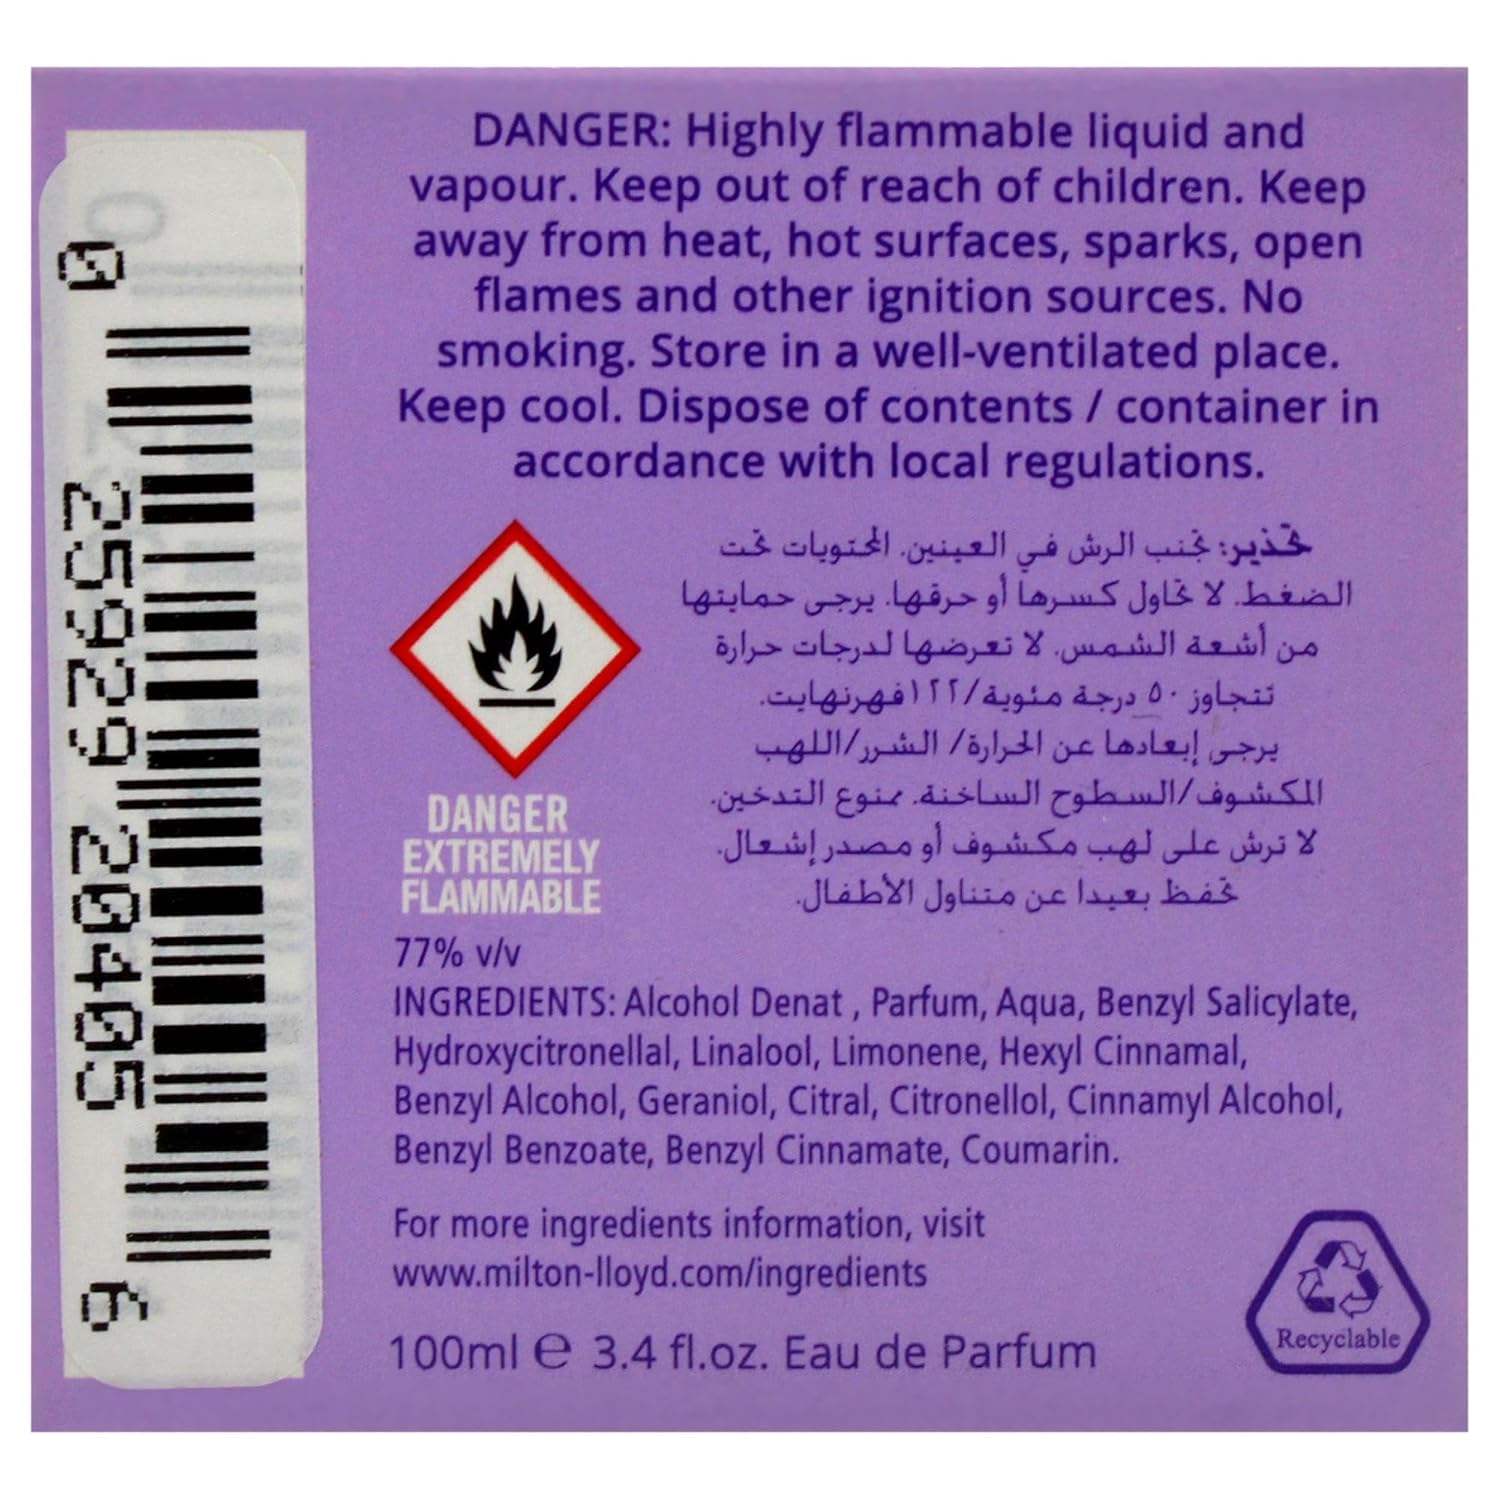 DANGER: Highly flammable liquid and
vapour. Keep out of reach of children. Keep
away from heat, hot surfaces, sparks, open
flames and other ignition sources. No
smoking. Store in a well-ventilated place.
Keep cool. Dispose of contents / container in
accordance with local regulations.
تحذير: تجنب الرش في العينين. المحتويات تحت
الضغط. لا تحاول كسرها أو حرقها. يرجى حمايتها
من أشعة الشمس. لا تعرضها لدرجات حرارة
تتجاوز ٥٠ درجة مئوية/١٢٢فهرنهايت.
يرجى إبعادها عن الحرارة/ الشرر/اللهب
المكشوف/السطوح الساخنة. ممنوع التدخين.
لا ترش على لهب مكشوف أو مصدر إشعال.
تحفظ بعيدا عن متناول الأطفال.
DANGER
EXTREMELY
FLAMMABLE
77% v/v
INGREDIENTS: Alcohol Denat , Parfum, Aqua, Benzyl Salicylate,
Hydroxycitronellal, Linalool, Limonene, Hexyl Cinnamal,
Benzyl Alcohol, Geraniol, Citral, Citronellol, Cinnamyl Alcohol,
Benzyl Benzoate, Benzyl Cinnamate, Coumarin.
For more ingredients information, visit
www.milton-lloyd.com/ingredients
100ml ℮ 3.4 fl.oz. Eau de Parfum
Recyclable
0 25929 20405 6